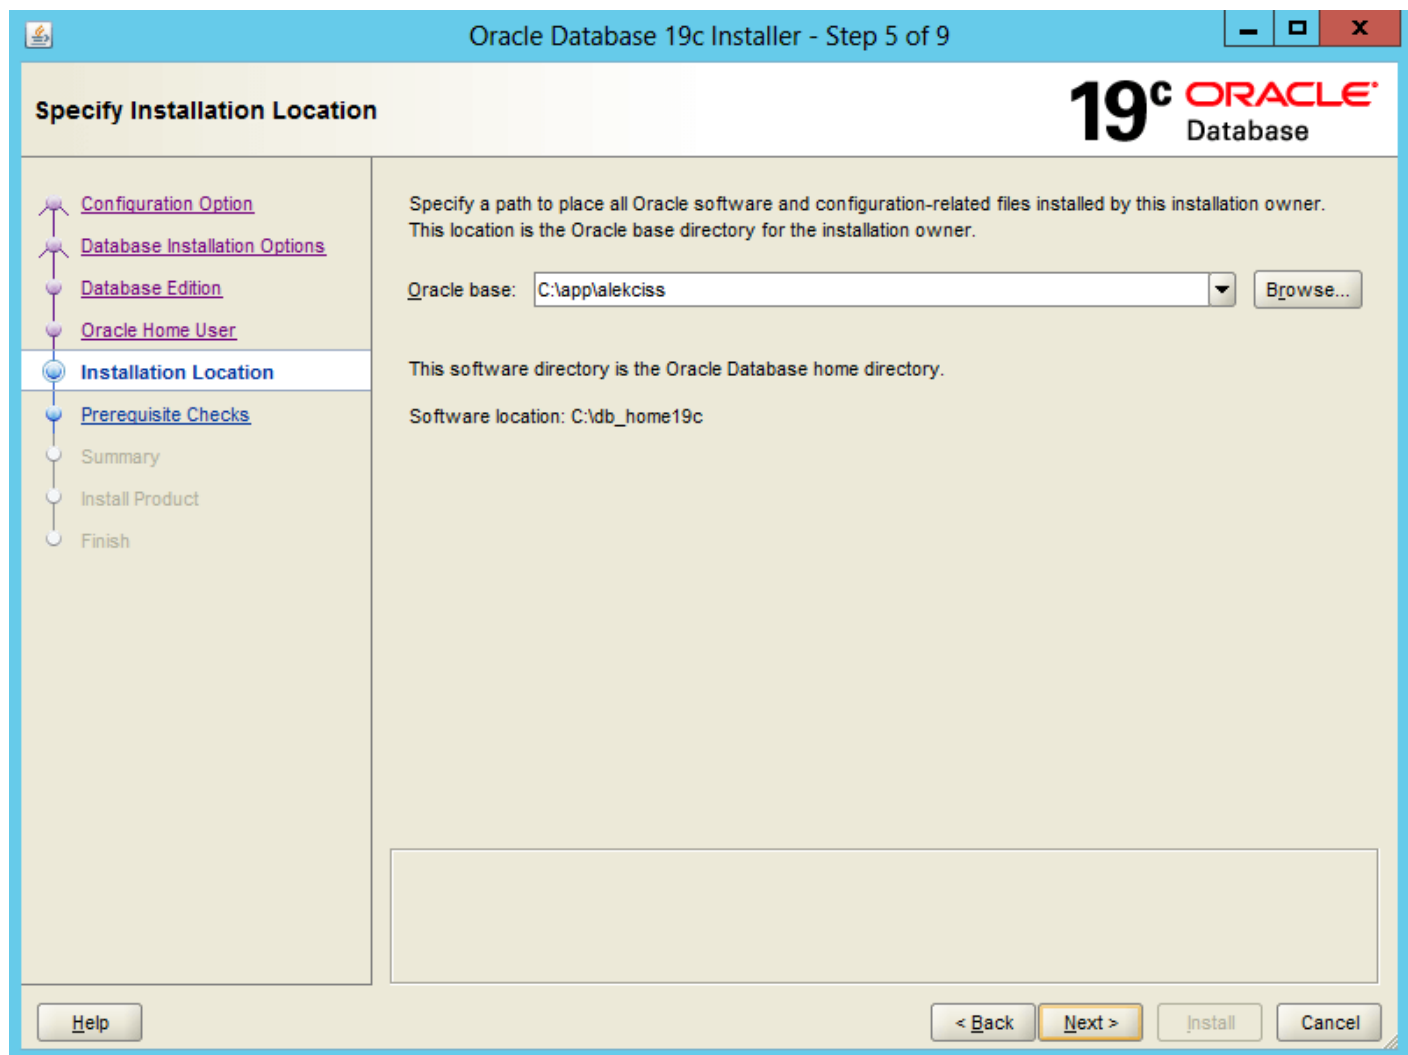 Oracle Database 19c Installer - Step 5 of 9
Specify Installation Location
19c ORACLE
Database
Configuration Option
Database Installation Options
Database Edition
Oracle Home User
Installation Location
Prerequisite Checks
Summary
Install Product
Finish
Specify a path to place all Oracle software and configuration-related files installed by this installation owner.
This location is the Oracle base directory for the installation owner.
Oracle base: C:\app\alekciss Browse...
This software directory is the Oracle Database home directory.
Software location: C:\db_home19c
Help < Back Next > Install Cancel